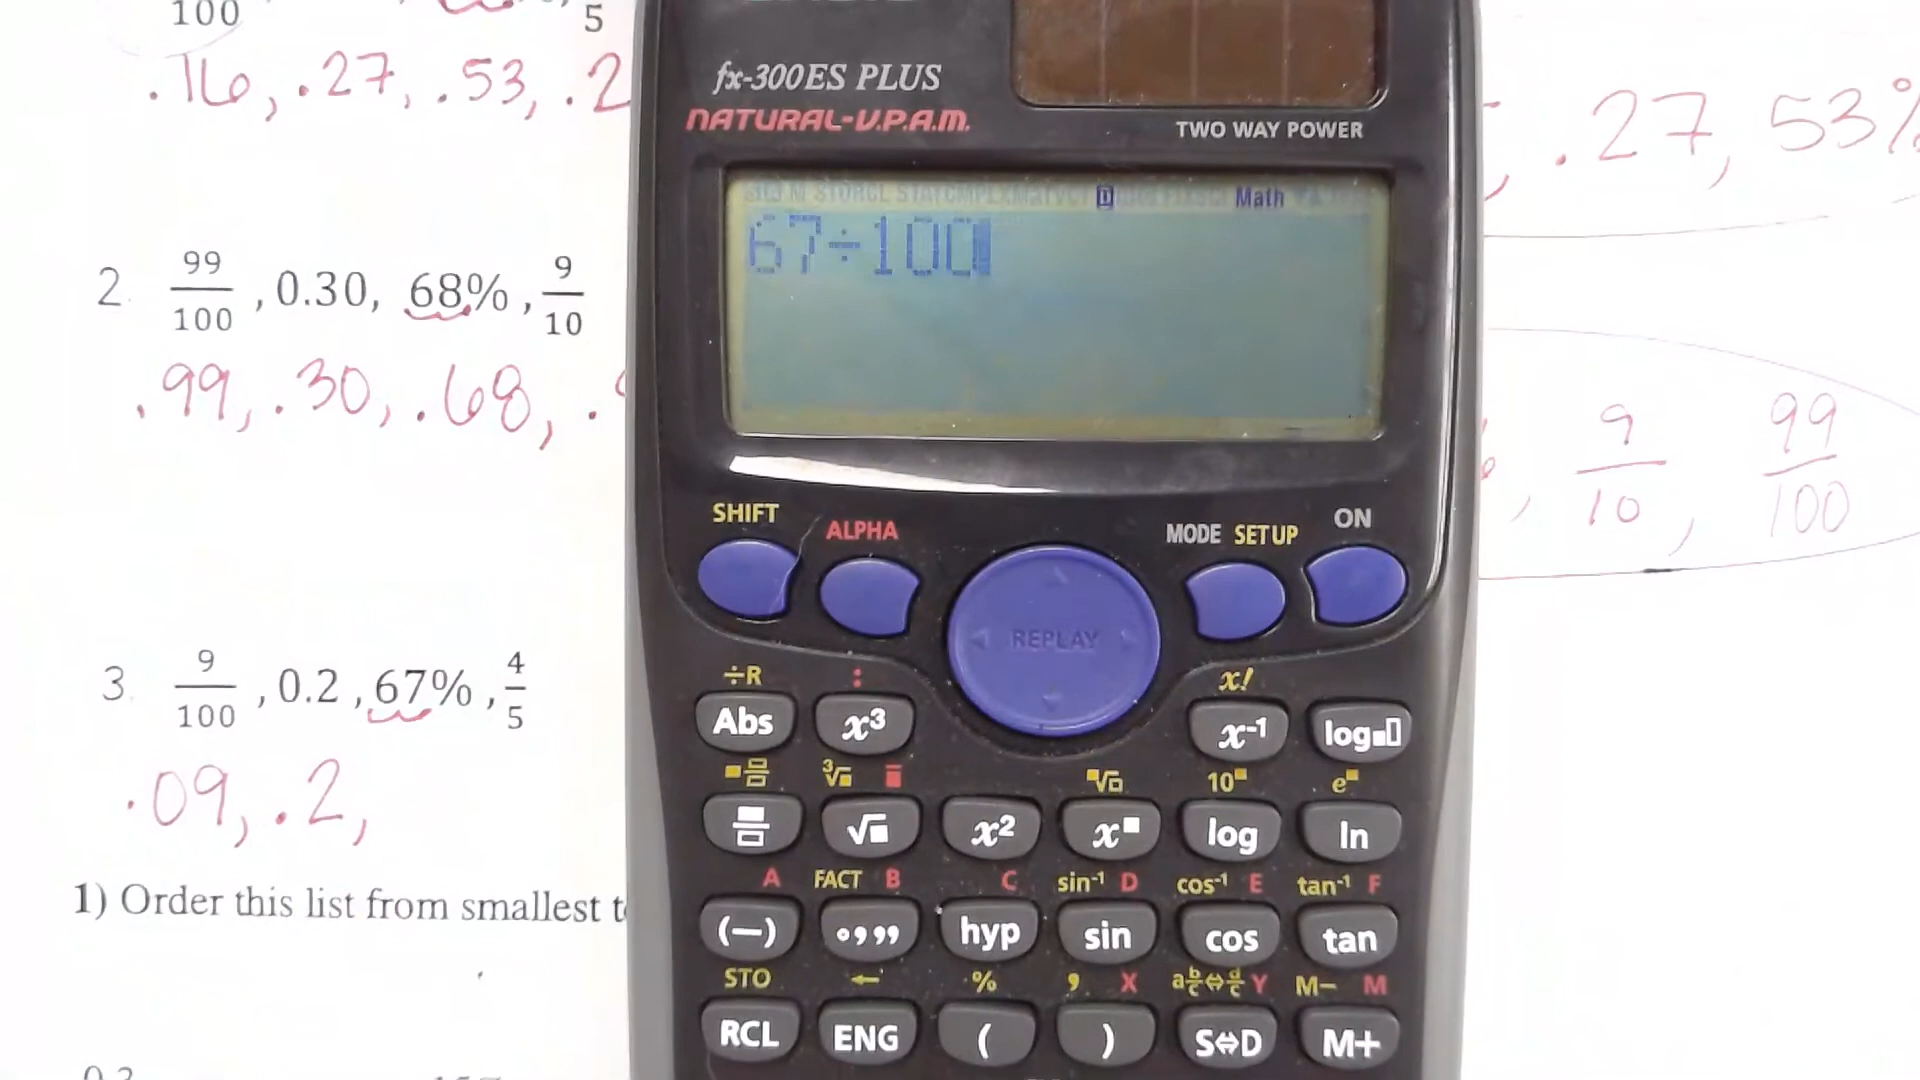 100
5
.16, .27, .53, .2
fx-300ES PLUS
NATURAL-V.P.A.M.
TWO WAY POWER
.27, 53%
D Math
67÷100
2. 99/100 , 0.30, 68% , 9/10
.99, .30, .68, .
9/10, 99/100
SHIFT ALPHA MODE SETUP ON
REPLAY
3. 9/100 , 0.2 , 67% , 4/5
.09, .2,
÷R : x!
Abs x³ x⁻¹ log
³√ √ 10 e
√ x² x log ln
A FACT B C sin⁻¹ D cos⁻¹ E tan⁻¹ F
1) Order this list from smallest t
(−) °,,, hyp sin cos tan
STO ← % , X a b/c⇔d/c Y M− M
RCL ENG ( ) S⇔D M+